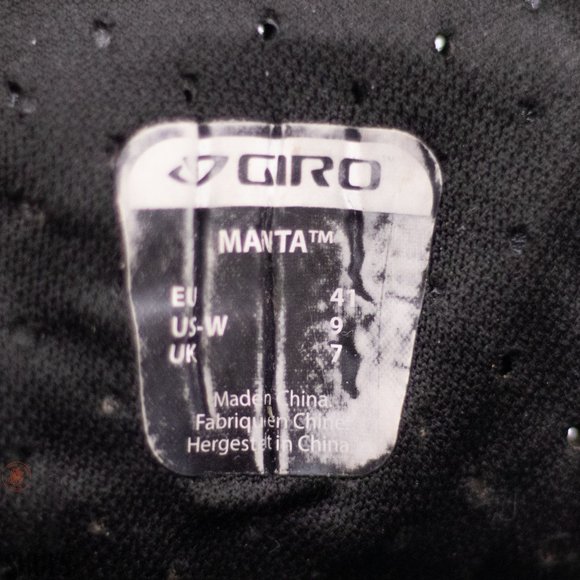 GIRO
MANTA™
EU 41
US-W 9
UK 7
Made in China.
Fabriqué en Chine
Hergestellt in China